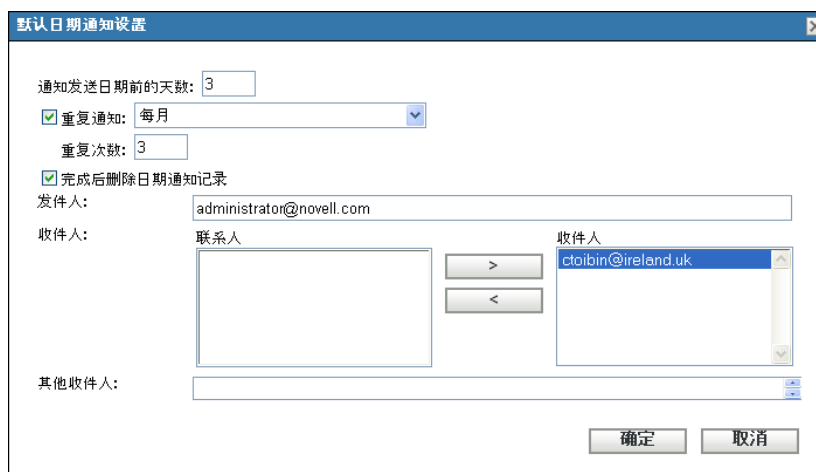 默认日期通知设置
通知发送日期前的天数: 3
重复通知: 每月
重复次数: 3
完成后删除日期通知记录
发件人: administrator@novell.com
收件人: 联系人 收件人
> ctoibin@ireland.uk
<
其他收件人:
确定 取消